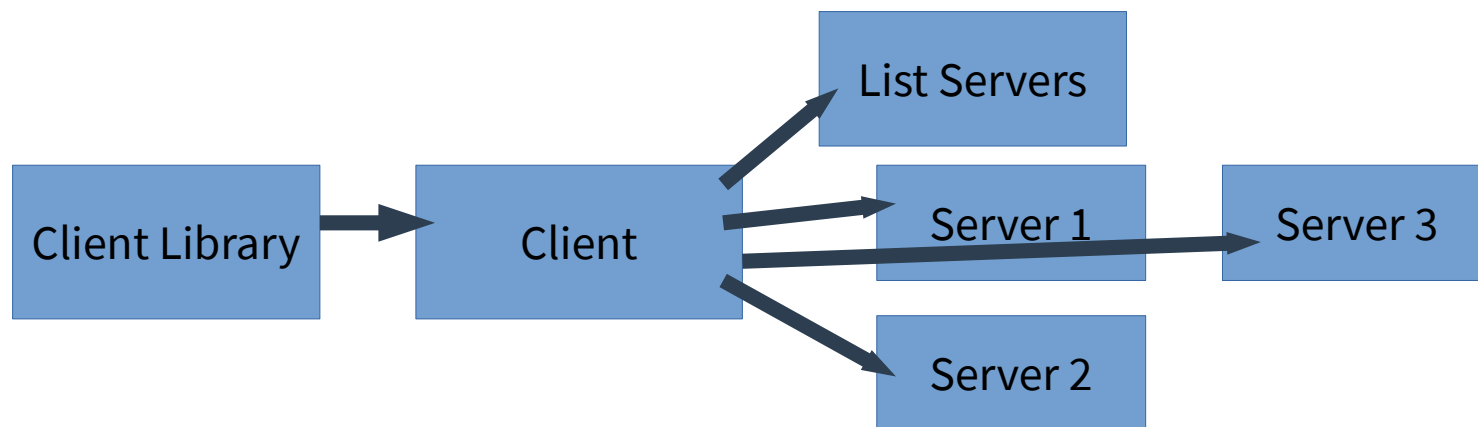 List Servers
Client Library
Client
Server 1
Server 3
Server 2